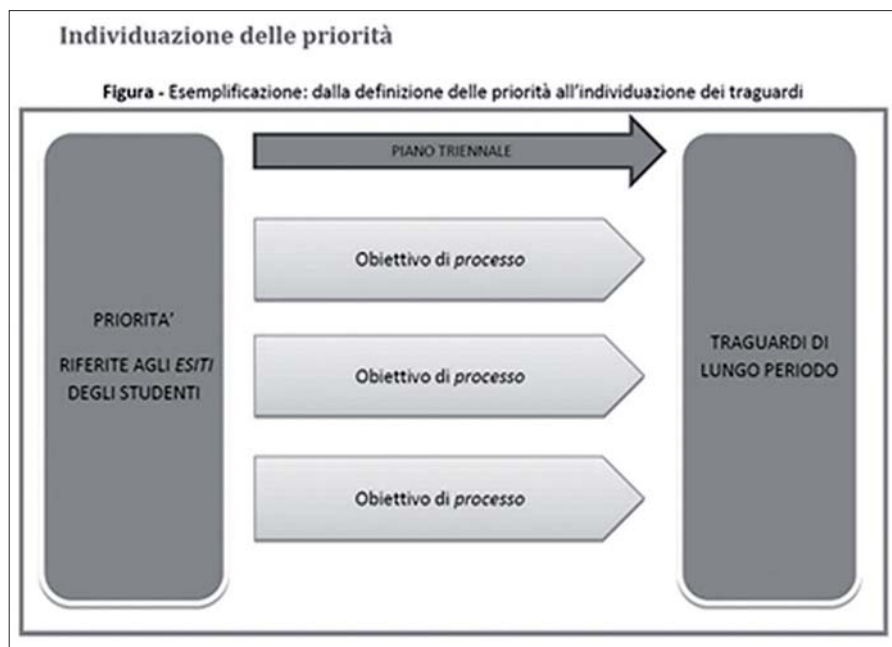 Individuazione delle priorità
Figura - Esemplificazione: dalla definizione delle priorità all'individuazione dei traguardi
PIANO TRIENNALE
Obiettivo di processo
PRIORITA'
RIFERITE AGLI ESITI
DEGLI STUDENTI
Obiettivo di processo
TRAGUARDI DI
LUNGO PERIODO
Obiettivo di processo